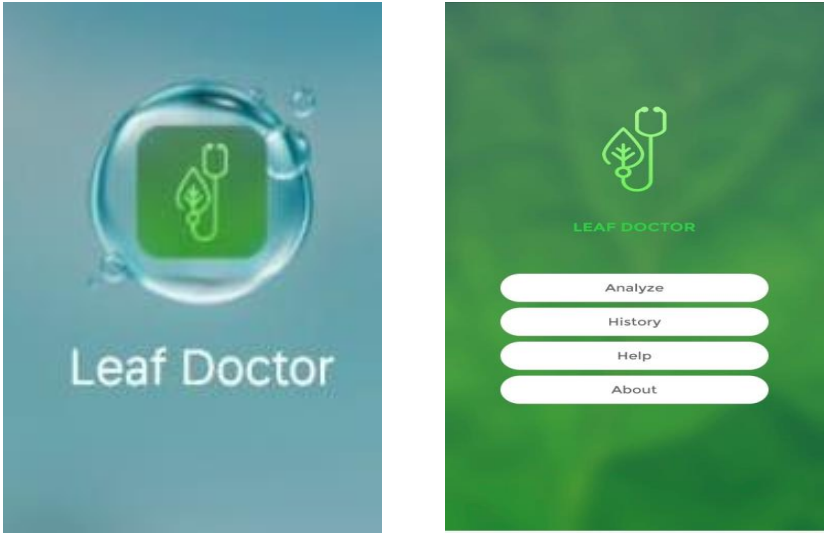 Leaf Doctor
LEAF DOCTOR
Analyze
History
Help
About